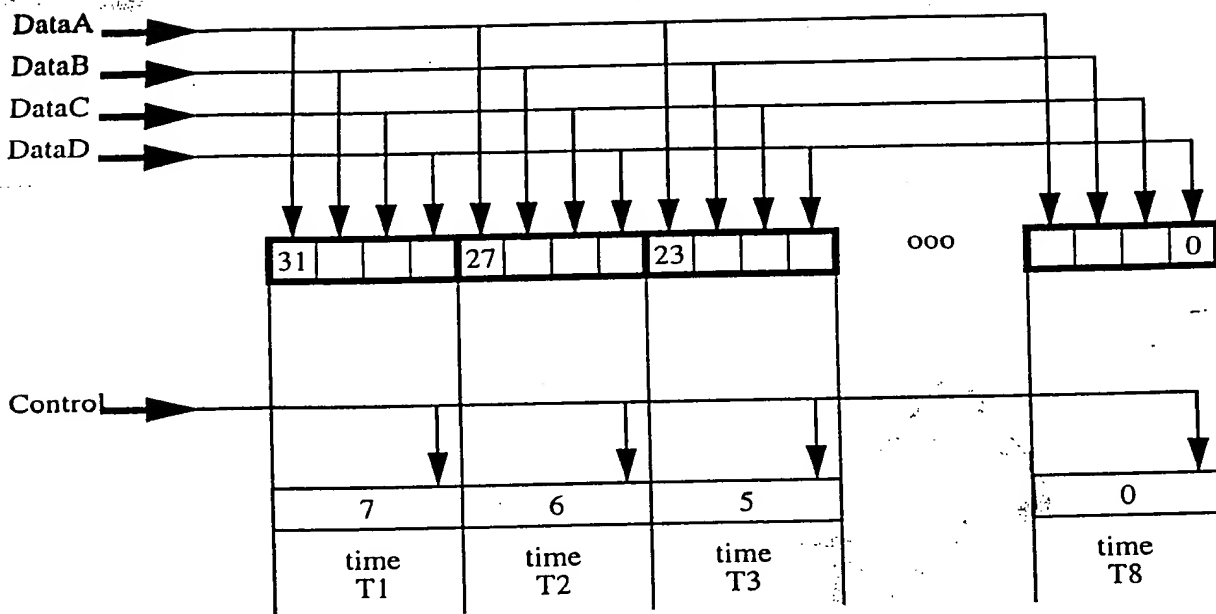 DataA
DataB
DataC
DataD
31 27 23 ooo 0
Control
7 6 5 0
time time time time
T1 T2 T3 T8